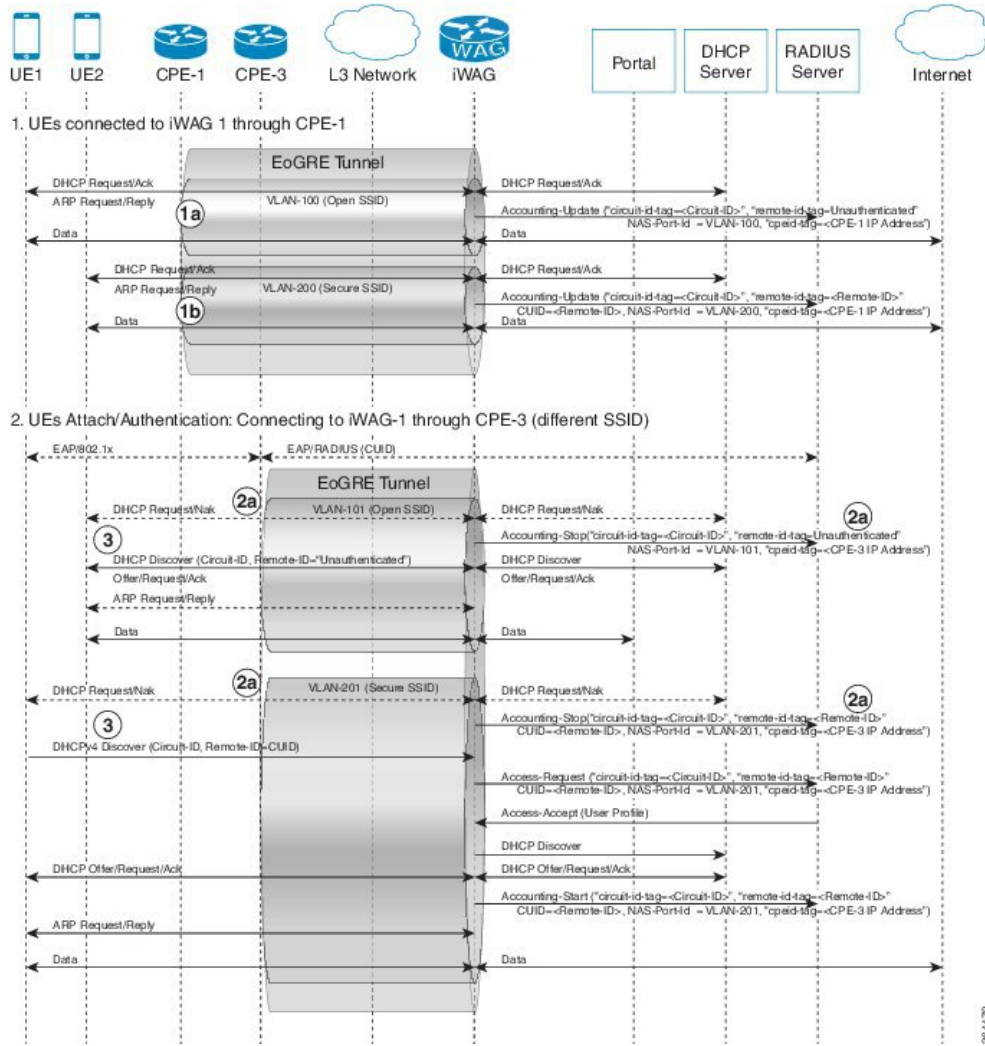 UE1
UE2
CPE-1
CPE-3
L3 Network
WAG
iWAG
Portal
DHCP
Server
RADIUS
Server
Internet
1. UEs connected to iWAG 1 through CPE-1
EoGRE Tunnel
DHCP Request/Ack
DHCP Request/Ack
ARP Request/Reply
VLAN-100 (Open SSID)
1a
Accounting-Update ("circuit-id-tag=<Circuit-ID>", "remote-id-tag=Unauthenticated"
NAS-Port-Id = VLAN-100, "cpeid-tag=<CPE-1 IP Address")
Data
Data
DHCP Request/Ack
DHCP Request/Ack
ARP Request/Reply
VLAN-200 (Secure SSID)
1b
Accounting-Update ("circuit-id-tag=<Circuit-ID>", "remote-id-tag=<Remote-ID>"
CUID=<Remote-ID>, NAS-Port-Id = VLAN-200, "cpeid-tag=<CPE-1 IP Address")
Data
Data
2. UEs Attach/Authentication: Connecting to iWAG-1 through CPE-3 (different SSID)
EAP/802.1x
EAP/RADIUS (CUID)
EoGRE Tunnel
DHCP Request/Nak
2a
VLAN-101 (Open SSID)
DHCP Request/Nak
2a
3
Accounting-Stop("circuit-id-tag=<Circuit-ID>", "remote-id-tag=Unauthenticated"
NAS-Port-Id = VLAN-101, "cpeid-tag=<CPE-3 IP Address")
DHCP Discover (Circuit-ID, Remote-ID="Unauthenticated")
DHCP Discover
Offer/Request/Ack
Offer/Request/Ack
ARP Request/Reply
Data
Data
DHCP Request/Nak
2a
VLAN-201 (Secure SSID)
DHCP Request/Nak
2a
3
Accounting-Stop("circuit-id-tag=<Circuit-ID>", "remote-id-tag=<Remote-ID>"
CUID=<Remote-ID>, NAS-Port-Id = VLAN-201, "cpeid-tag=<CPE-3 IP Address")
DHCPv4 Discover (Circuit-ID, Remote-ID=CUID)
Access-Request ("circuit-id-tag=<Circuit-ID>", "remote-id-tag=<Remote-ID>"
CUID=<Remote-ID>, NAS-Port-Id = VLAN-201, "cpeid-tag=<CPE-3 IP Address")
Access-Accept (User Profile)
DHCP Discover
DHCP Offer/Request/Ack
DHCP Offer/Request/Ack
Accounting-Start ("circuit-id-tag=<Circuit-ID>", "remote-id-tag=<Remote-ID>"
CUID=<Remote-ID>, NAS-Port-Id = VLAN-201, "cpeid-tag=<CPE-3 IP Address")
ARP Request/Reply
Data
Data